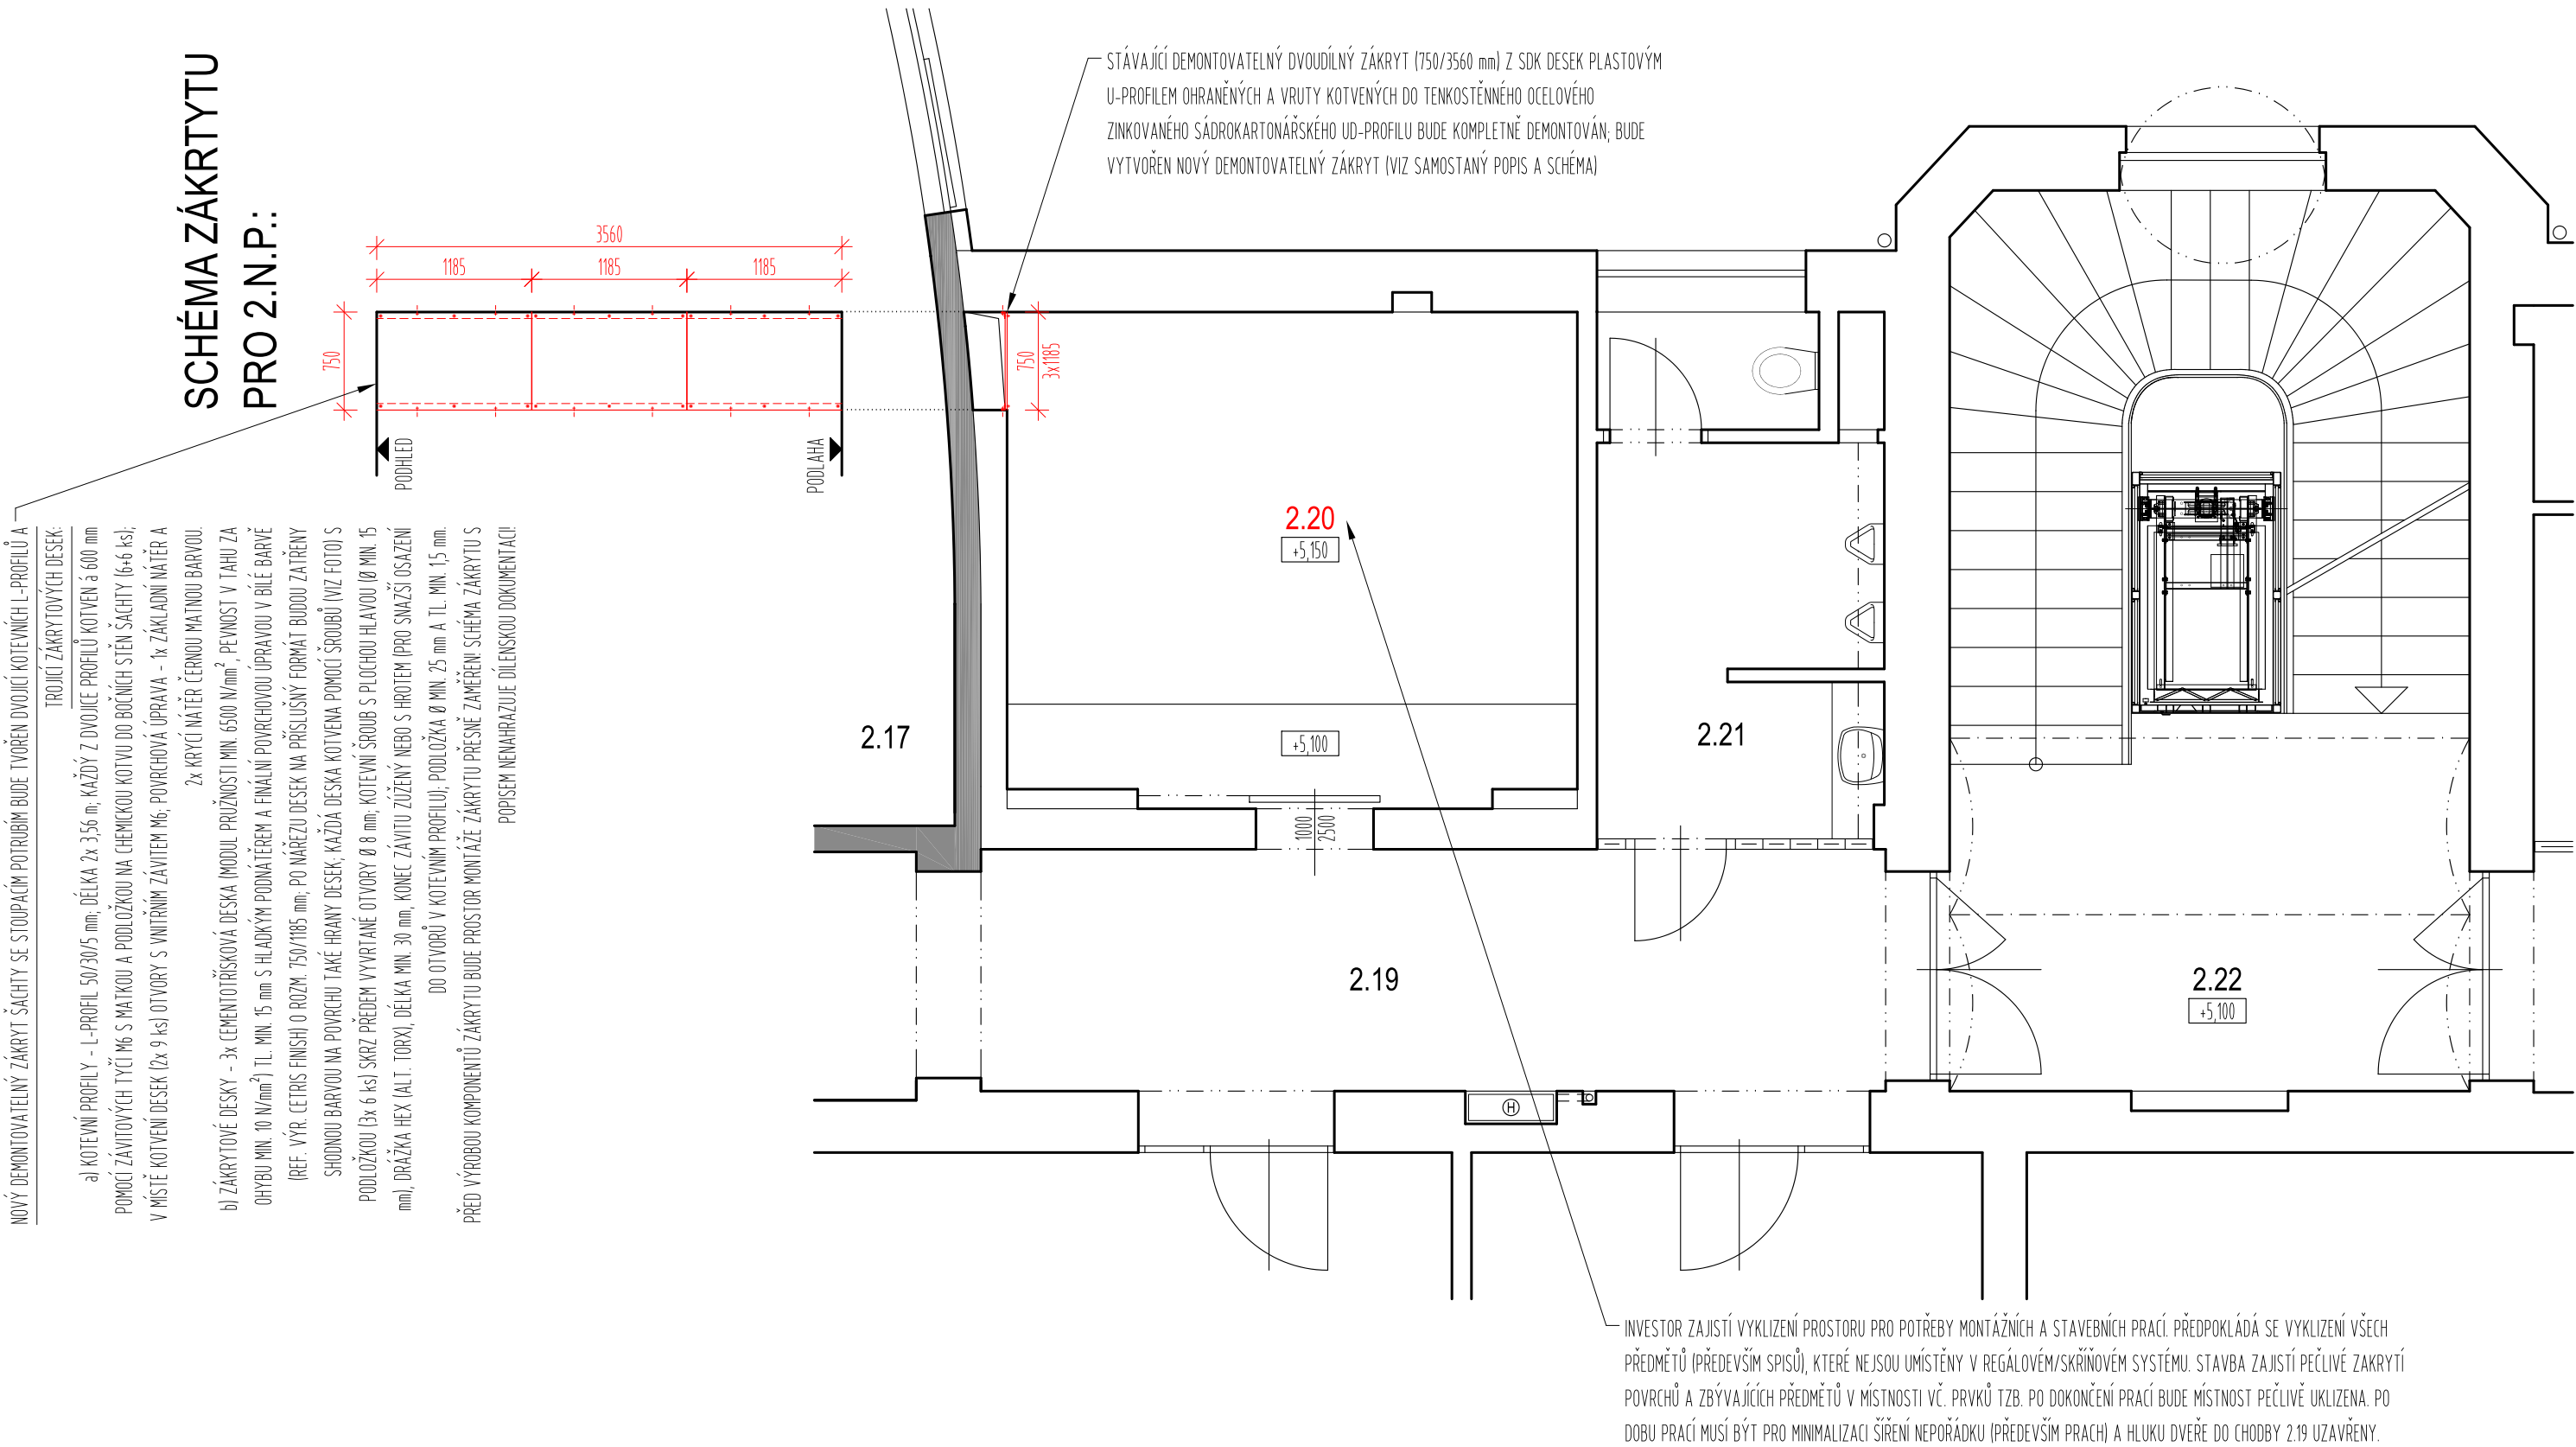 SCHÉMA ZÁKRTYTU
PRO 2.N.P.:
STÁVAJÍCÍ DEMONTOVATELNÝ DVOUDÍLNÝ ZÁKRYT (750/3560 mm) Z SDK DESEK PLASTOVÝM
U-PROFILEM OHRANĚNÝCH A VRUTY KOTVENÝCH DO TENKOSTĚNNÉHO OCELOVÉHO
ZINKOVANÉHO SÁDROKARTONÁŘSKÉHO UD-PROFILU BUDE KOMPLETNĚ DEMONTOVÁN; BUDE
VYTVOŘEN NOVÝ DEMONTOVATELNÝ ZÁKRYT (VIZ SAMOSTANÝ POPIS A SCHÉMA)
3560
1185
1185
1185
750
750
3x1185
PODHLED
PODLAHA
NOVÝ DEMONTOVATELNÝ ZÁKRYT ŠACHTY SE STOUPACÍM POTRUBÍM BUDE TVOŘEN DVOJICÍ KOTEVNÍCH L-PROFILŮ A
TROJICÍ ZÁKRYTOVÝCH DESEK:
a) KOTEVNÍ PROFILY - L-PROFIL 50/30/5 mm; DÉLKA 2x 3,56 m; KAŽDÝ Z DVOJICE PROFILŮ KOTVEN á 600 mm
POMOCÍ ZÁVITOVÝCH TYČÍ M6 S MATKOU A PODLOŽKOU NA CHEMICKOU KOTVU DO BOČNÍCH STĚN ŠACHTY (6+6 ks);
V MÍSTĚ KOTVENÍ DESEK (2x 9 ks) OTVORY S VNITŘNÍM ZÁVITEM M6; POVRCHOVÁ ÚPRAVA - 1x ZÁKLADNÍ NÁTĚR A
2x KRYCÍ NÁTĚR ČERNOU MATNOU BARVOU.
b) ZÁKRYTOVÉ DESKY - 3x CEMENTOTŘÍSKOVÁ DESKA (MODUL PRUŽNOSTI MIN. 6500 N/mm², PEVNOST V TAHU ZA
OHYBU MIN. 10 N/mm²) TL. MIN. 15 mm S HLADKÝM PODNÁTĚREM A FINÁLNÍ POVRCHOVOU ÚPRAVOU V BÍLÉ BARVĚ
(REF. VÝR. CETRIS FINISH) O ROZM. 750/1185 mm; PO NÁŘEZU DESEK NA PŘÍSLUŠNÝ FORMÁT BUDOU ZATŘENY
SHODNOU BARVOU NA POVRCHU TAKÉ HRANY DESEK; KAŽDÁ DESKA KOTVENA POMOCÍ ŠROUBŮ (VIZ FOTO) S
PODLOŽKOU (3x 6 ks) SKRZ PŘEDEM VYVRTANÉ OTVORY Ø 8 mm; KOTEVNÍ ŠROUB S PLOCHOU HLAVOU (Ø MIN. 15
mm), DRÁŽKA HEX (ALT. TORX), DÉLKA MIN. 30 mm, KONEC ZÁVITU ZÚŽENÝ NEBO S HROTEM (PRO SNAZŠÍ OSAZENÍ
DO OTVORŮ V KOTEVNÍM PROFILU); PODLOŽKA Ø MIN. 25 mm A TL. MIN. 1,5 mm.
PŘED VÝROBOU KOMPONENTŮ ZÁKRYTU BUDE PROSTOR MONTÁŽE ZÁKRYTU PŘESNĚ ZAMĚŘEN! SCHÉMA ZÁKRYTU S
POPISEM NENAHRAZUJE DÍLENSKOU DOKUMENTACI!
2.20
+5,150
+5,100
2.17
2.21
1000
2500
2.19
2.22
+5,100
H
INVESTOR ZAJISTÍ VYKLIZENÍ PROSTORU PRO POTŘEBY MONTÁŽNÍCH A STAVEBNÍCH PRACÍ. PŘEDPOKLÁDÁ SE VYKLIZENÍ VŠECH
PŘEDMĚTŮ (PŘEDEVŠÍM SPISŮ), KTERÉ NEJSOU UMÍSTĚNY V REGÁLOVÉM/SKŘÍŇOVÉM SYSTÉMU. STAVBA ZAJISTÍ PEČLIVÉ ZAKRYTÍ
POVRCHŮ A ZBÝVAJÍCÍCH PŘEDMĚTŮ V MÍSTNOSTI VČ. PRVKŮ TZB. PO DOKONČENÍ PRACÍ BUDE MÍSTNOST PEČLIVĚ UKLIZENA. PO
DOBU PRACÍ MUSÍ BÝT PRO MINIMALIZACI ŠÍŘENÍ NEPOŘÁDKU (PŘEDEVŠÍM PRACH) A HLUKU DVEŘE DO CHODBY 2.19 UZAVŘENY.